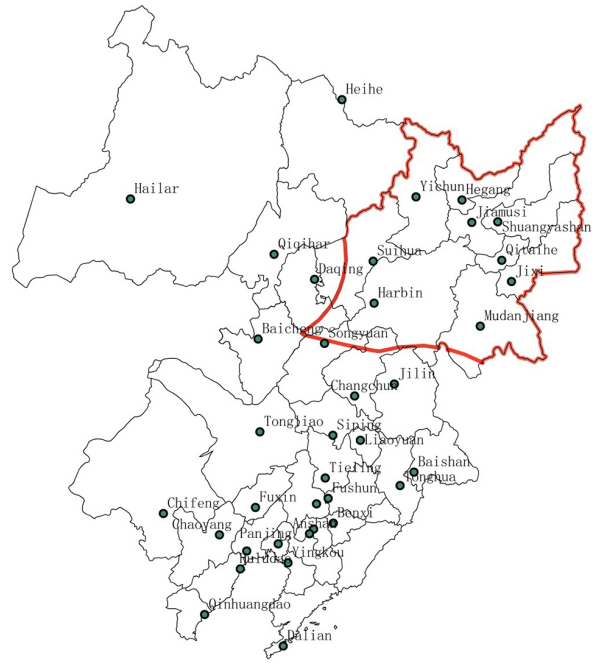 Heihe
Hailar
Yichun
Hegang
Jiamusi
Shuangyashan
Qiqihar
Suihua
Qitaihe
Daqing
Jixi
Harbin
Mudanjiang
Baicheng
Songyuan
Jilin
Changchun
Tongliao
Siping
Liaoyuan
Baishan
Tieling
Tonghua
Fushun
Chifeng
Fuxin
Benxi
Chaoyang
Anshan
Panjing
Yingkou
Huludao
Qinhuangdao
Dalian